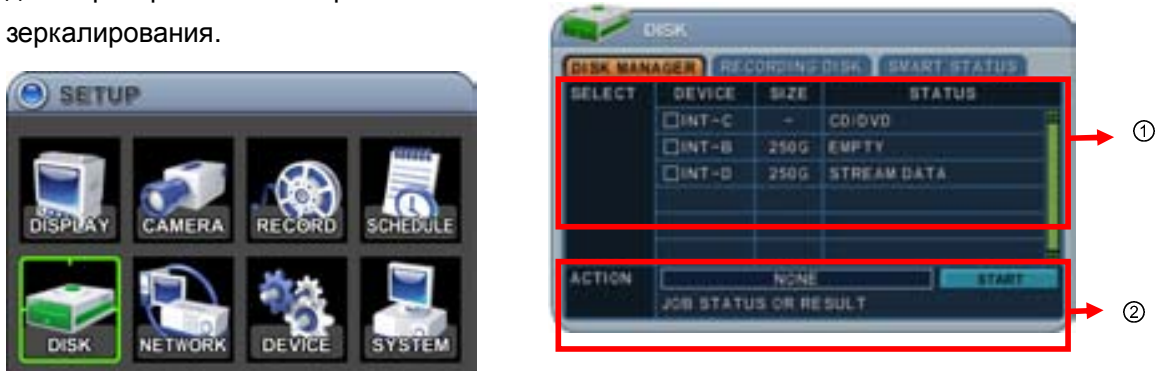 зеркалирования.
SETUP
DISPLAY CAMERA RECORD SCHEDULE
DISK NETWORK DEVICE SYSTEM
DISK
DISK MANAGER RECORDING DISK SMART STATUS
SELECT DEVICE SIZE STATUS
INT-C - CD/DVD
INT-B 250G EMPTY
INT-D 250G STREAM DATA
ACTION NONE START
JOB STATUS OR RESULT
①
②